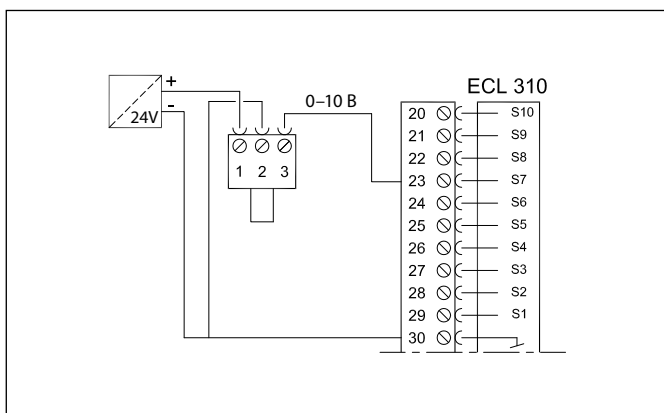 ECL 310
+
-
24V
0–10 В
1 2 3
20 S10
21 S9
22 S8
23 S7
24 S6
25 S5
26 S4
27 S3
28 S2
29 S1
30